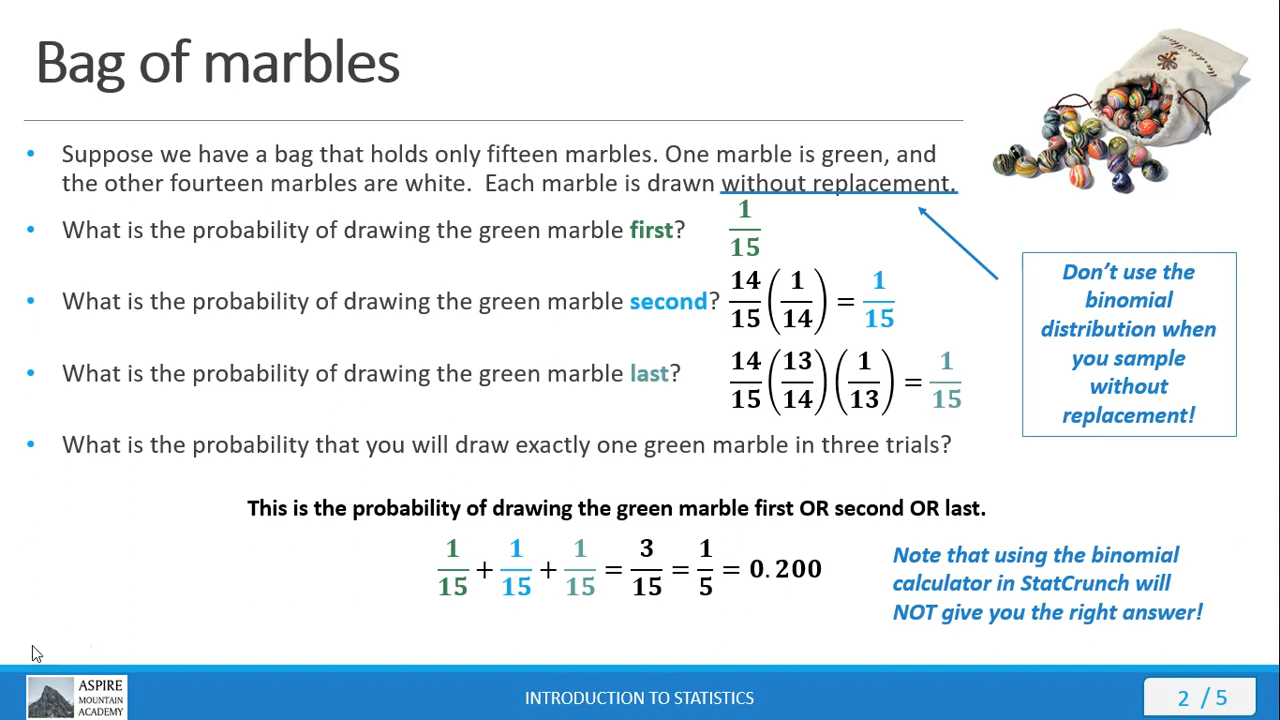 Bag of marbles
• Suppose we have a bag that holds only fifteen marbles. One marble is green, and
the other fourteen marbles are white. Each marble is drawn without replacement.
• What is the probability of drawing the green marble first? 1/15
• What is the probability of drawing the green marble second? 14/15 (1/14) = 1/15
• What is the probability of drawing the green marble last? 14/15 (13/14) (1/13) = 1/15
• What is the probability that you will draw exactly one green marble in three trials?
Don’t use the
binomial
distribution when
you sample
without
replacement!
This is the probability of drawing the green marble first OR second OR last.
1/15 + 1/15 + 1/15 = 3/15 = 1/5 = 0.200
Note that using the binomial
calculator in StatCrunch will
NOT give you the right answer!
ASPIRE
MOUNTAIN
ACADEMY
INTRODUCTION TO STATISTICS
2 / 5